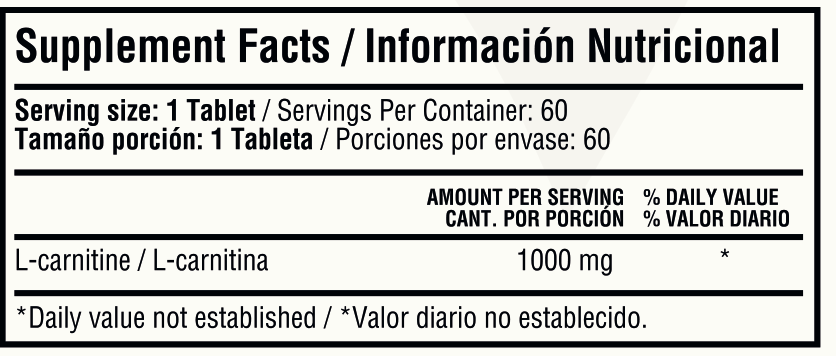 Supplement Facts / Información Nutricional
Serving size: 1 Tablet / Servings Per Container: 60
Tamaño porción: 1 Tableta / Porciones por envase: 60
AMOUNT PER SERVING % DAILY VALUE
CANT. POR PORCIÓN % VALOR DIARIO
L-carnitine / L-carnitina 1000 mg *
*Daily value not established / *Valor diario no establecido.